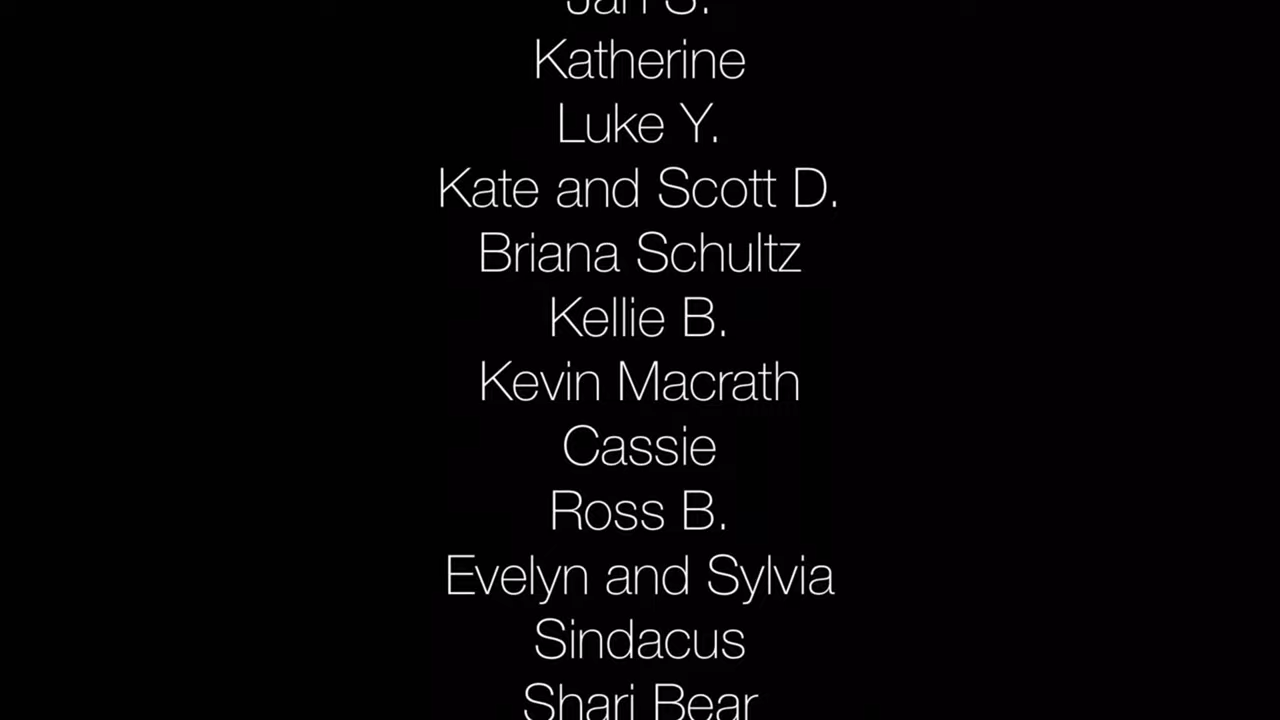 Katherine
Luke Y.
Kate and Scott D.
Briana Schultz
Kellie B.
Kevin Macrath
Cassie
Ross B.
Evelyn and Sylvia
Sindacus
Shari Bear